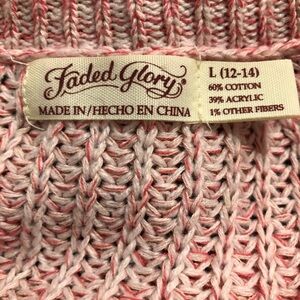 Faded Glory®
MADE IN/HECHO EN CHINA
L (12-14)
60% COTTON
39% ACRYLIC
1% OTHER FIBERS